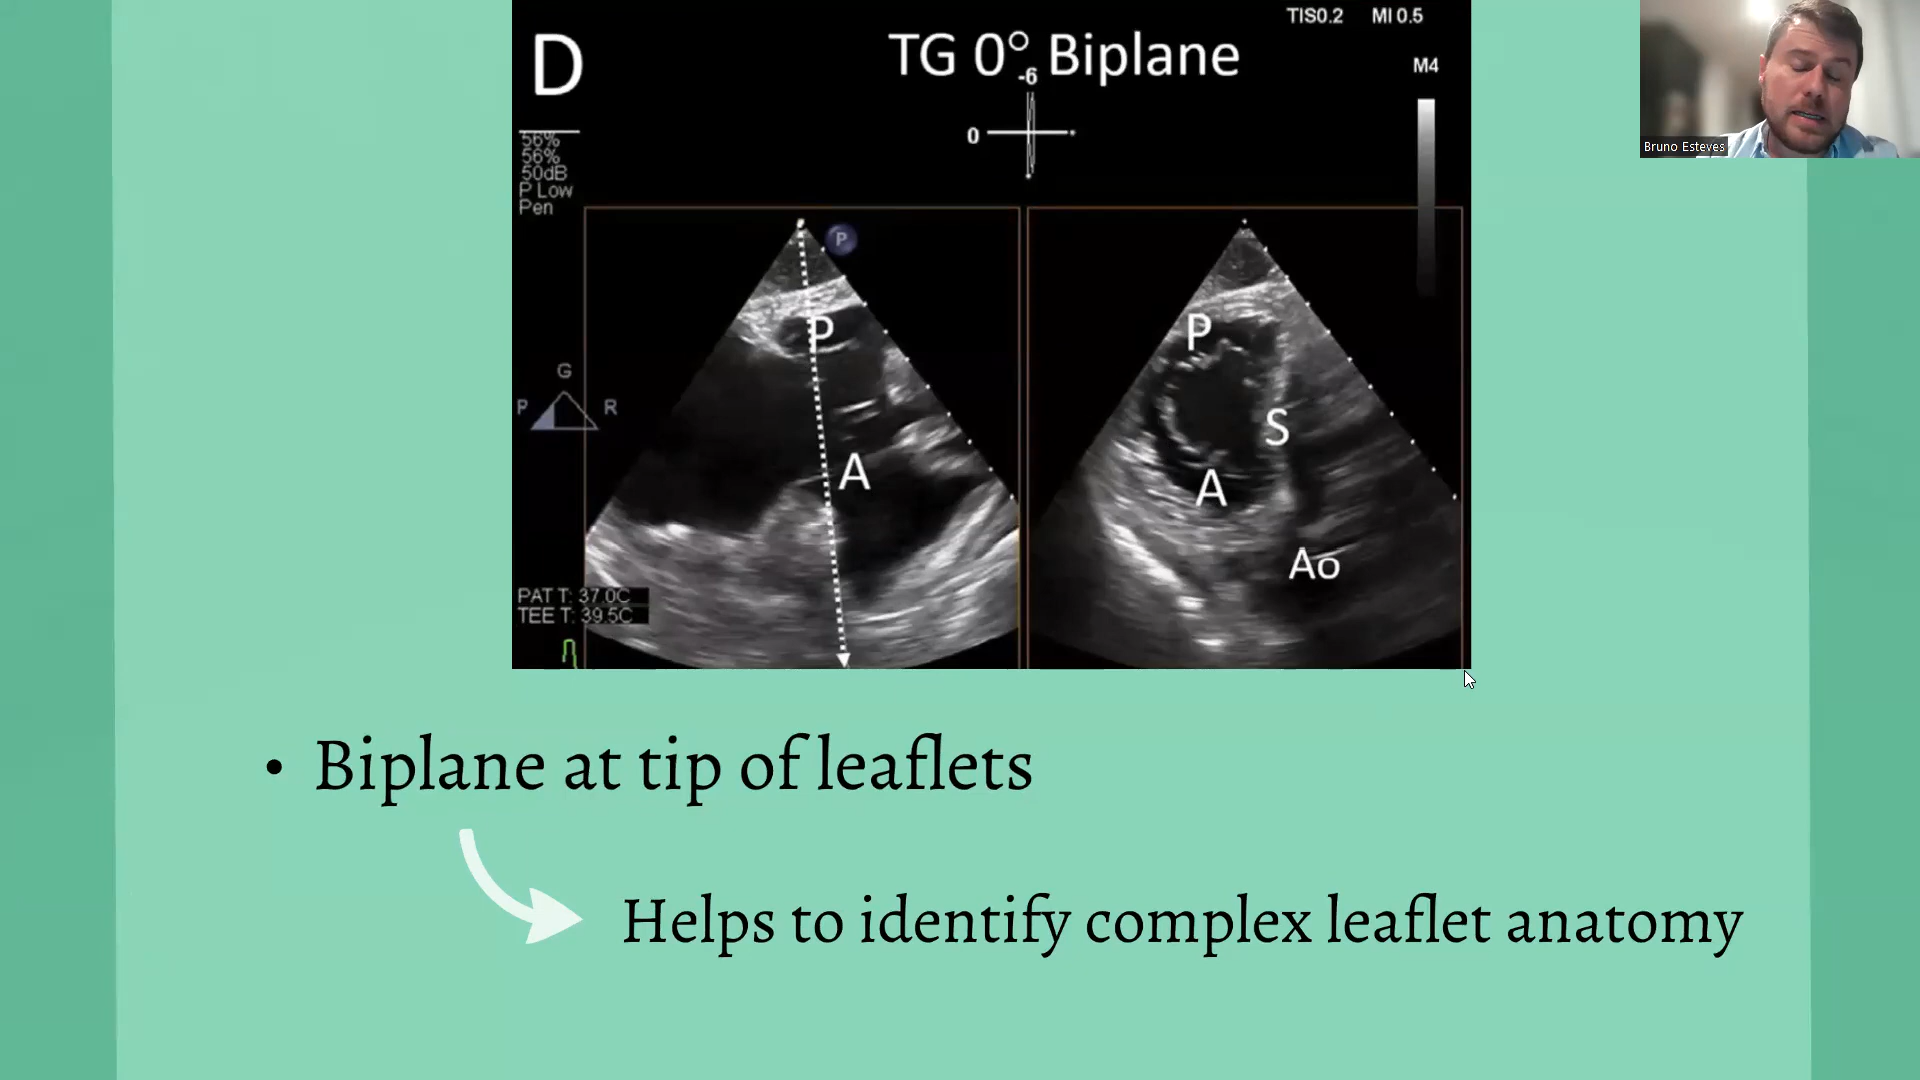 D
TG 0° Biplane
TIS0.2 MI 0.5
M4
-6
0
56%
56%
50dB
P Low
Pen
P
P
A
G
P R
P
S
A
Ao
PAT T: 37.0C
TEE T: 39.5C
Bruno Esteves
• Biplane at tip of leaflets
Helps to identify complex leaflet anatomy